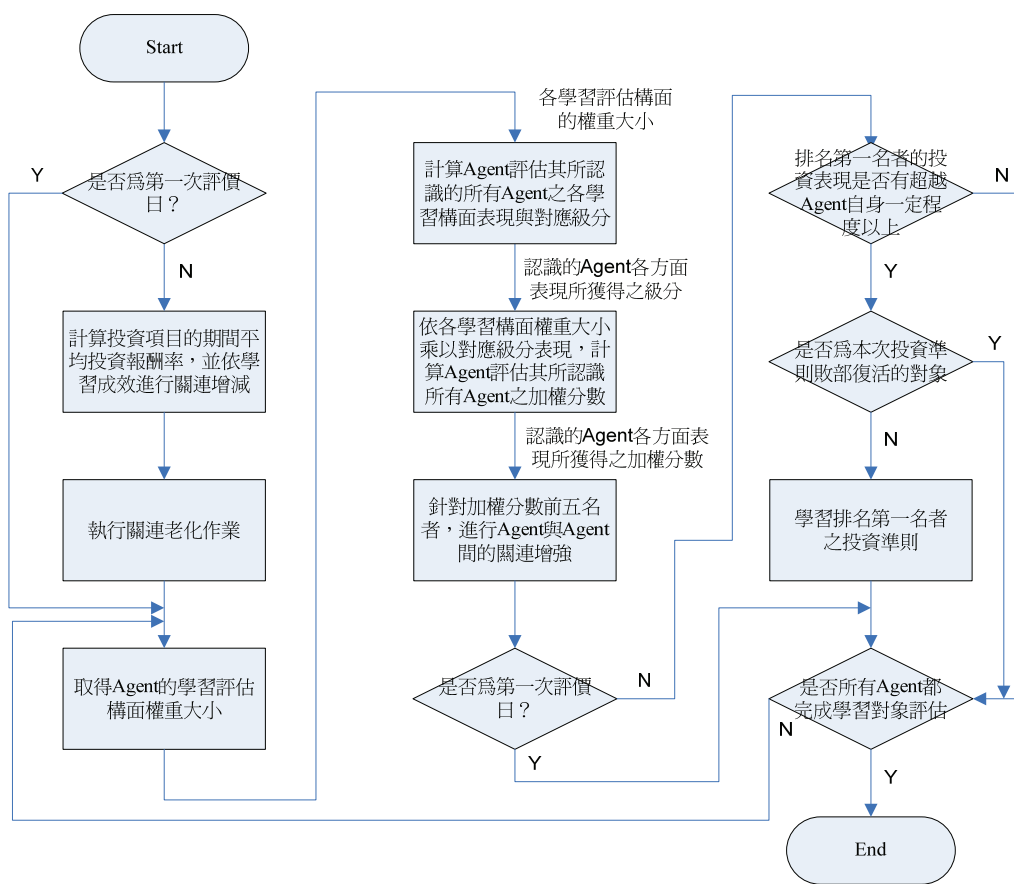 Start
是否爲第一次評價
日？
Y
N
計算投資項目的期間平
均投資報酬率，並依學
習成效進行關連增減
執行關連老化作業
取得Agent的學習評估
構面權重大小
各學習評估構面
的權重大小
計算Agent評估其所認
識的所有Agent之各學
習構面表現與對應級分
認識的Agent各方面
表現所獲得之級分
依各學習構面權重大小
乘以對應級分表現，計
算Agent評估其所認識
所有Agent之加權分數
認識的Agent各方面表
現所獲得之加權分數
針對加權分數前五名
者，進行Agent與Agent
間的關連增強
是否爲第一次評價
日？
N
Y
排名第一名者的投
資表現是否有超越
Agent自身一定程
度以上
N
Y
是否爲本次投資準
則敗部復活的對象
Y
N
學習排名第一名者
之投資準則
是否所有Agent都
完成學習對象評估
N
Y
End